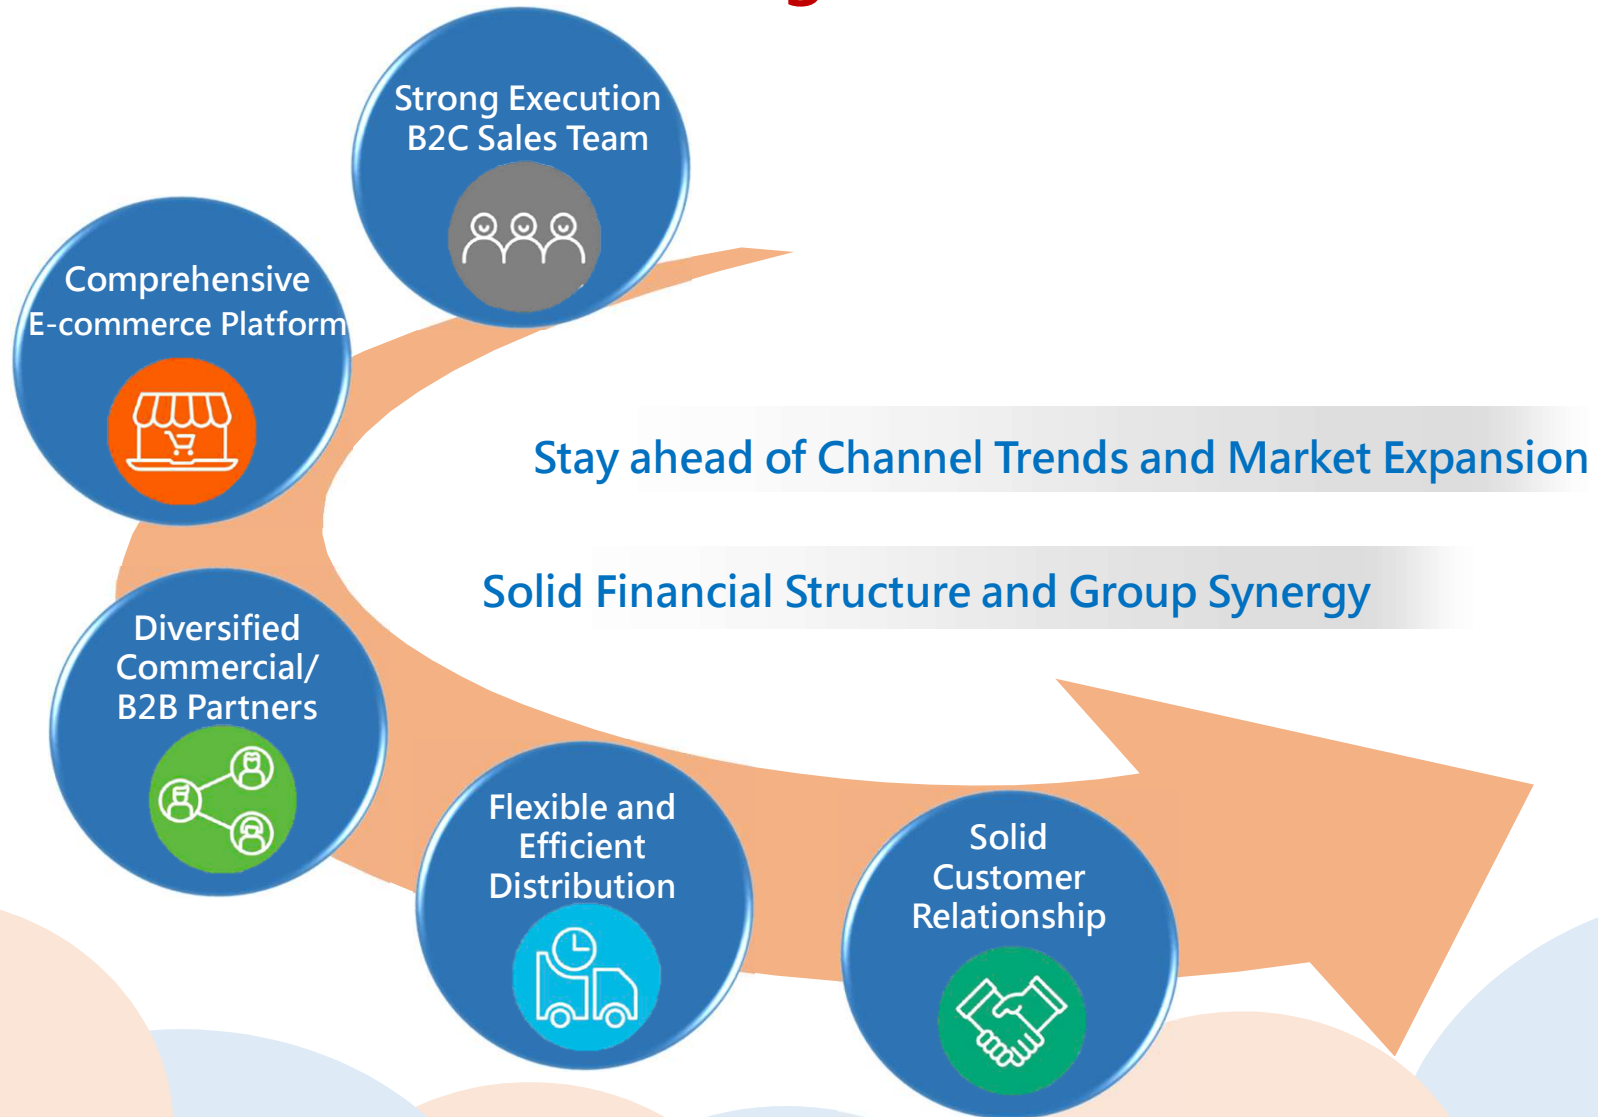 Strong Execution
B2C Sales Team
Comprehensive
E-commerce Platform
Stay ahead of Channel Trends and Market Expansion
Solid Financial Structure and Group Synergy
Diversified
Commercial/
B2B Partners
Flexible and
Efficient
Distribution
Solid
Customer
Relationship